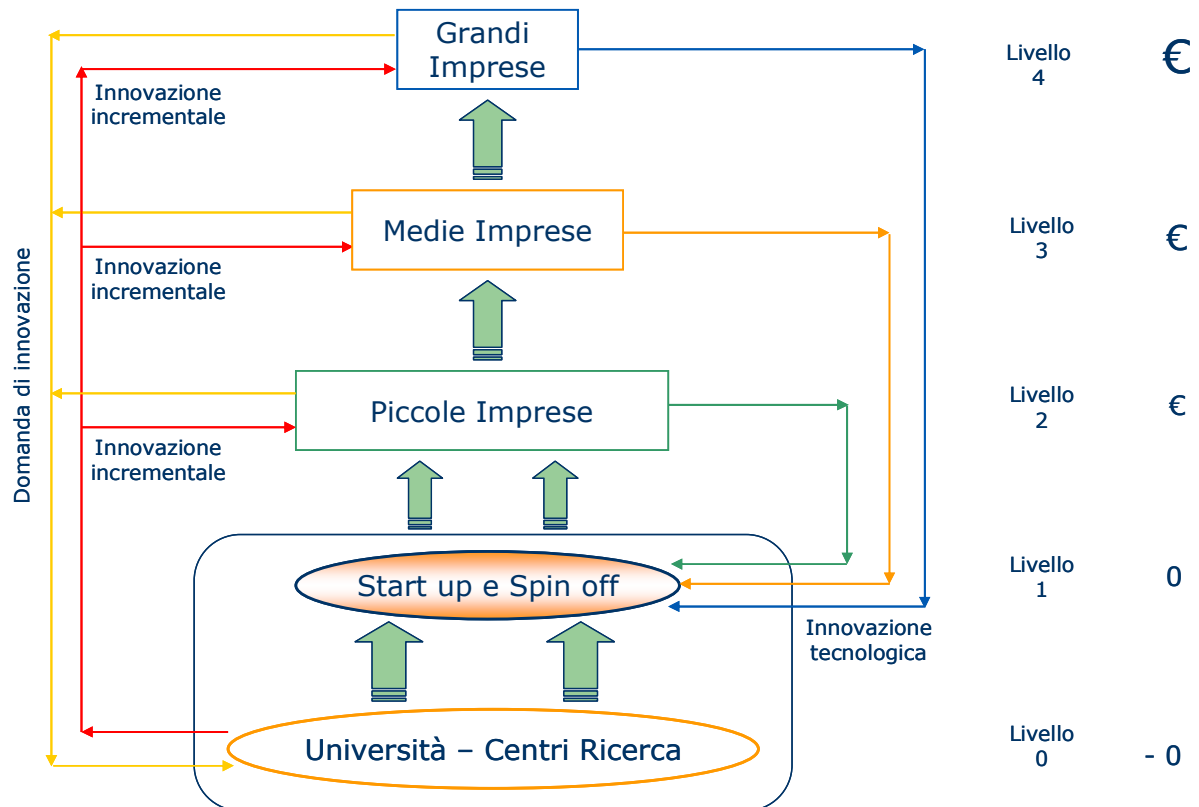 Grandi
Imprese
Livello
4
€
Innovazione
incrementale
Medie Imprese
Livello
3
€
Innovazione
incrementale
Domanda di innovazione
Piccole Imprese
Livello
2
€
Innovazione
incrementale
Start up e Spin off
Livello
1
0
Innovazione
tecnologica
Università – Centri Ricerca
Livello
0
- 0